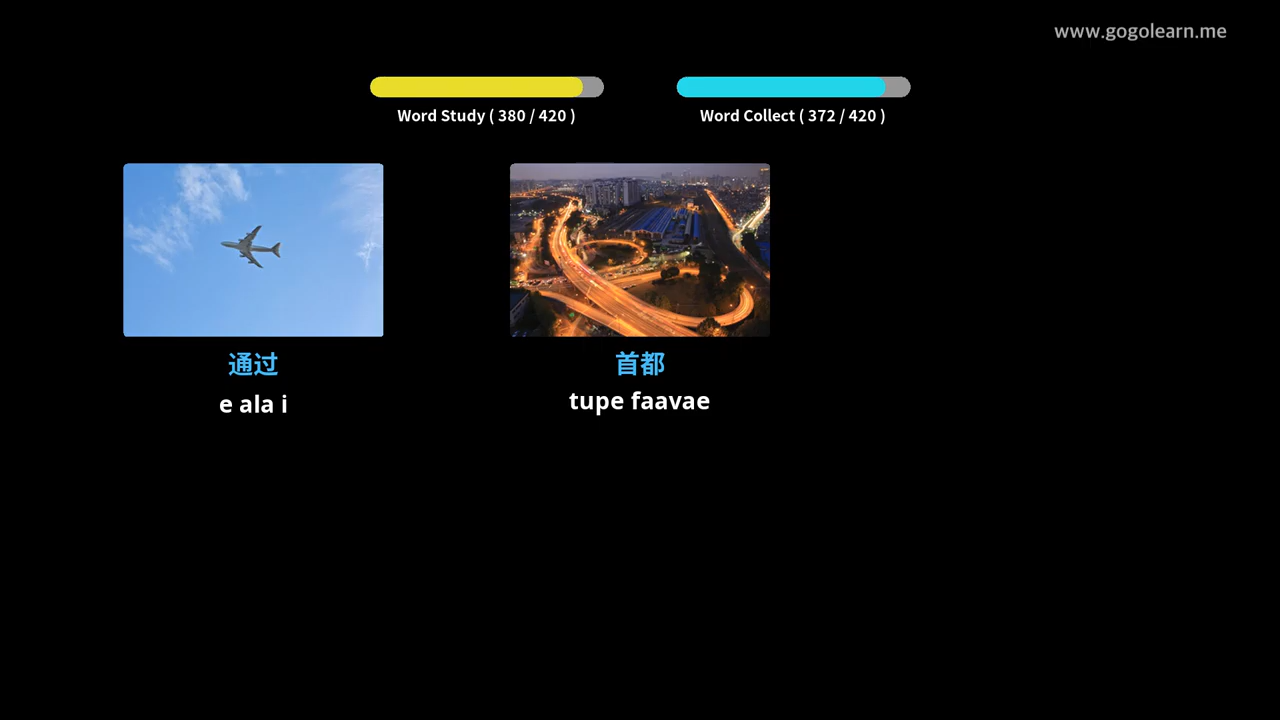 www.gogolearn.me
Word Study ( 380 / 420 )
Word Collect ( 372 / 420 )
通过
e ala i
首都
tupe faavae